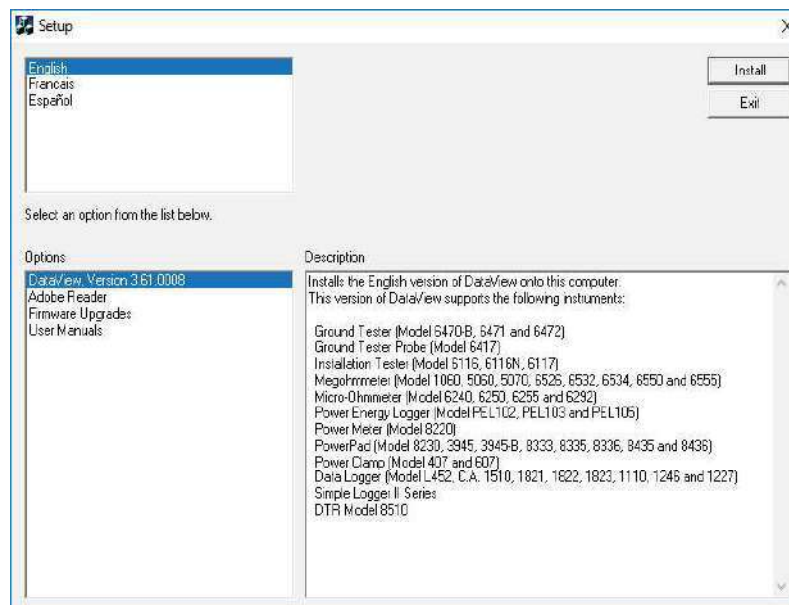 Setup
English
Francais
Español
Install
Exit
Select an option from the list below.
Options
DataView, Version 3.61.0008
Adobe Reader
Firmware Upgrades
User Manuals
Description
Installs the English version of DataView onto this computer.
This version of DataView supports the following instruments:
Ground Tester (Model 6470-B, 6471 and 6472)
Ground Tester Probe (Model 6417)
Installation Tester (Model 6116, 6116N, 6117)
Megohmmeter (Model 1060, 5060, 5070, 6526, 6532, 6534, 6550 and 6555)
Micro-Ohmmeter (Model 6240, 6250, 6255 and 6292)
Power Energy Logger (Model PEL102, PEL103 and PEL105)
Power Meter (Model 8220)
PowerPad (Model 8230, 3945, 3945-B, 8333, 8335, 8336, 8435 and 8436)
Power Clamp (Model 407 and 607)
Data Logger (Model L452, C.A. 1510, 1821, 1822, 1823, 1110, 1246 and 1227)
Simple Logger II Series
DTR Model 8510